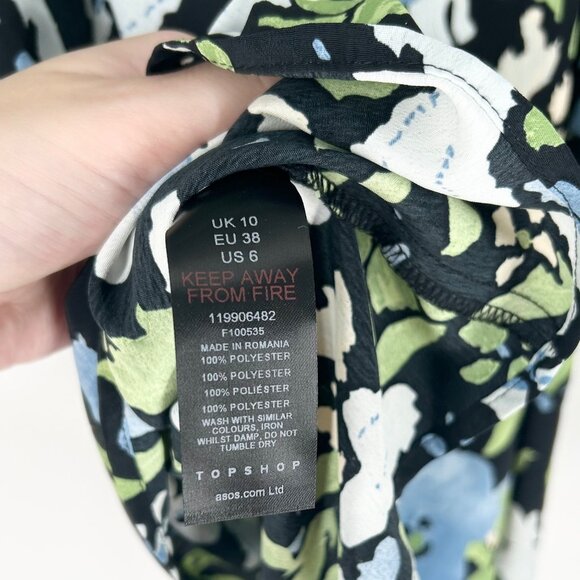 UK 10
EU 38
US 6
KEEP AWAY
FROM FIRE
119906482
F100535
MADE IN ROMANIA
100% POLYESTER
100% POLYESTER
100% POLIÉSTER
100% POLYESTER
WASH WITH SIMILAR
COLOURS, IRON
WHILST DAMP, DO NOT
TUMBLE DRY
TOPSHOP
asos.com Ltd